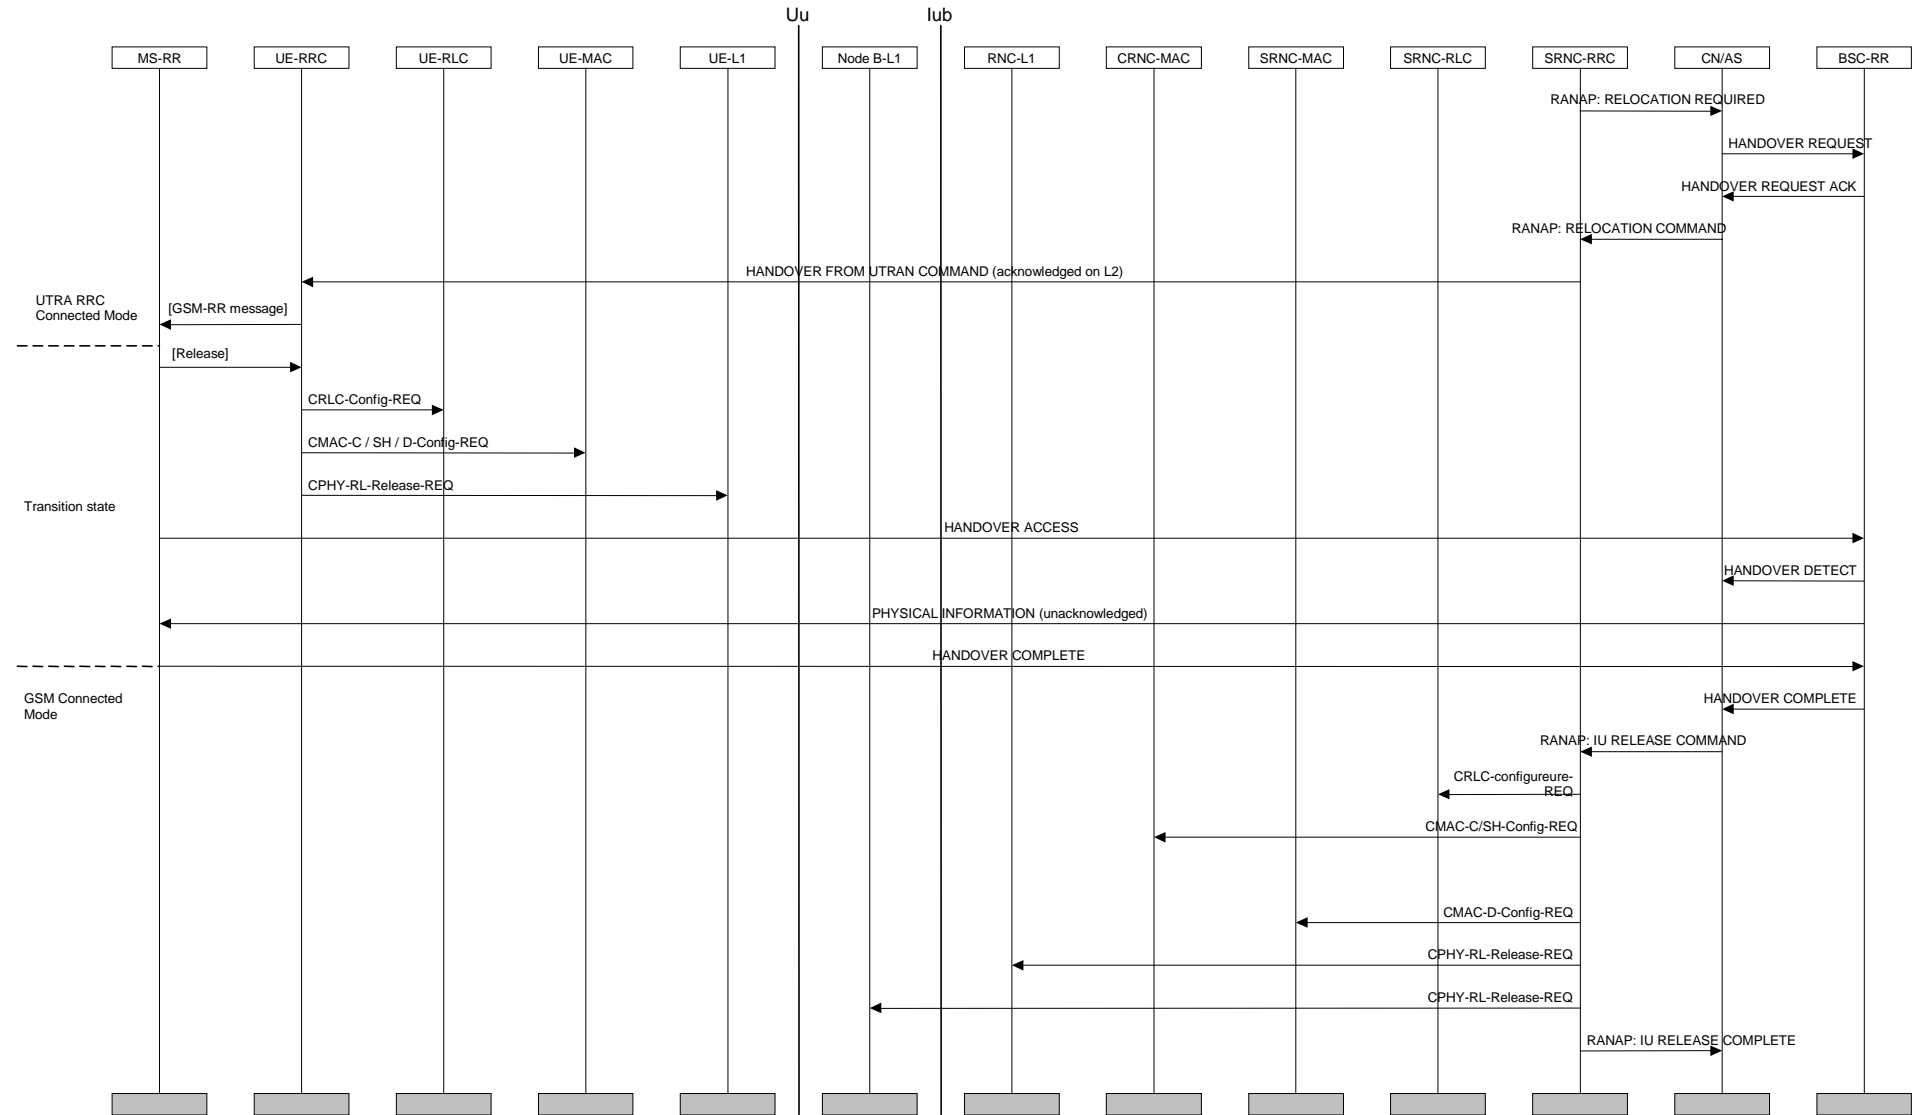 Uu
Iub
MS-RR
UE-RRC
UE-RLC
UE-MAC
UE-L1
Node B-L1
RNC-L1
CRNC-MAC
SRNC-MAC
SRNC-RLC
SRNC-RRC
CN/AS
BSC-RR
RANAP: RELOCATION REQUIRED
HANDOVER REQUEST
HANDOVER REQUEST ACK
RANAP: RELOCATION COMMAND
HANDOVER FROM UTRAN COMMAND (acknowledged on L2)
UTRA RRC
Connected Mode
[GSM-RR message]
[Release]
CRLC-Config-REQ
CMAC-C / SH / D-Config-REQ
CPHY-RL-Release-REQ
Transition state
HANDOVER ACCESS
HANDOVER DETECT
PHYSICAL INFORMATION (unacknowledged)
HANDOVER COMPLETE
GSM Connected
Mode
HANDOVER COMPLETE
RANAP: IU RELEASE COMMAND
CRLC-configureure-
REQ
CMAC-C/SH-Config-REQ
CMAC-D-Config-REQ
CPHY-RL-Release-REQ
CPHY-RL-Release-REQ
RANAP: IU RELEASE COMPLETE